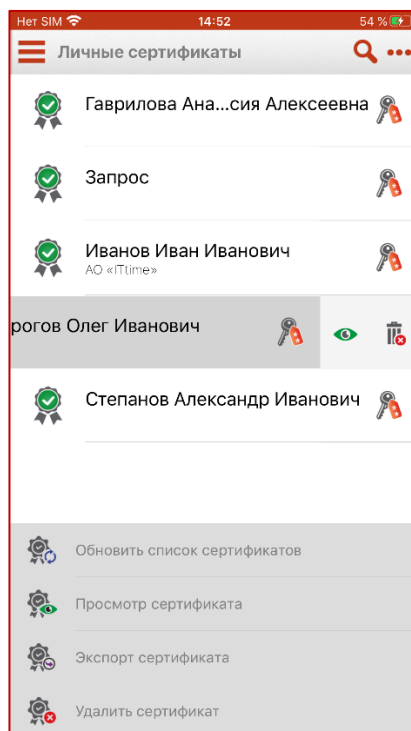 Нет SIM 14:52 54 %
Личные сертификаты
Гаврилова Ана...сия Алексеевна
Запрос
Иванов Иван Иванович
АО «ITtime»
рогов Олег Иванович
Степанов Александр Иванович
Обновить список сертификатов
Просмотр сертификата
Экспорт сертификата
Удалить сертификат